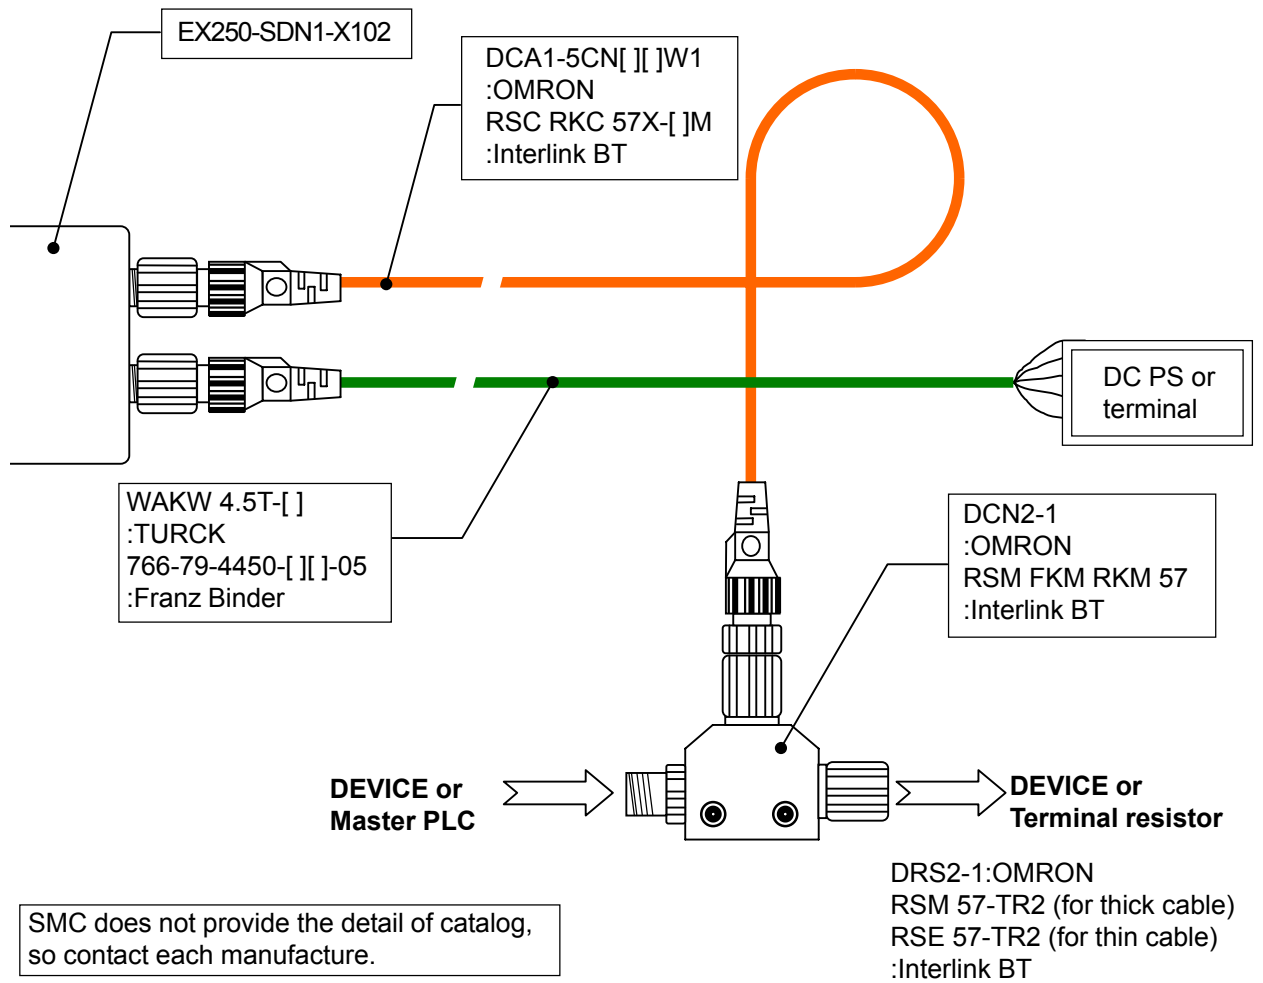 EX250-SDN1-X102
DCA1-5CN[ ][ ]W1
:OMRON
RSC RKC 57X-[ ]M
:Interlink BT
DC PS or
terminal
WAKW 4.5T-[ ]
:TURCK
766-79-4450-[ ][ ]-05
:Franz Binder
DCN2-1
:OMRON
RSM FKM RKM 57
:Interlink BT
DEVICE or
Master PLC
DEVICE or
Terminal resistor
DRS2-1:OMRON
RSM 57-TR2 (for thick cable)
RSE 57-TR2 (for thin cable)
:Interlink BT
SMC does not provide the detail of catalog,
so contact each manufacture.